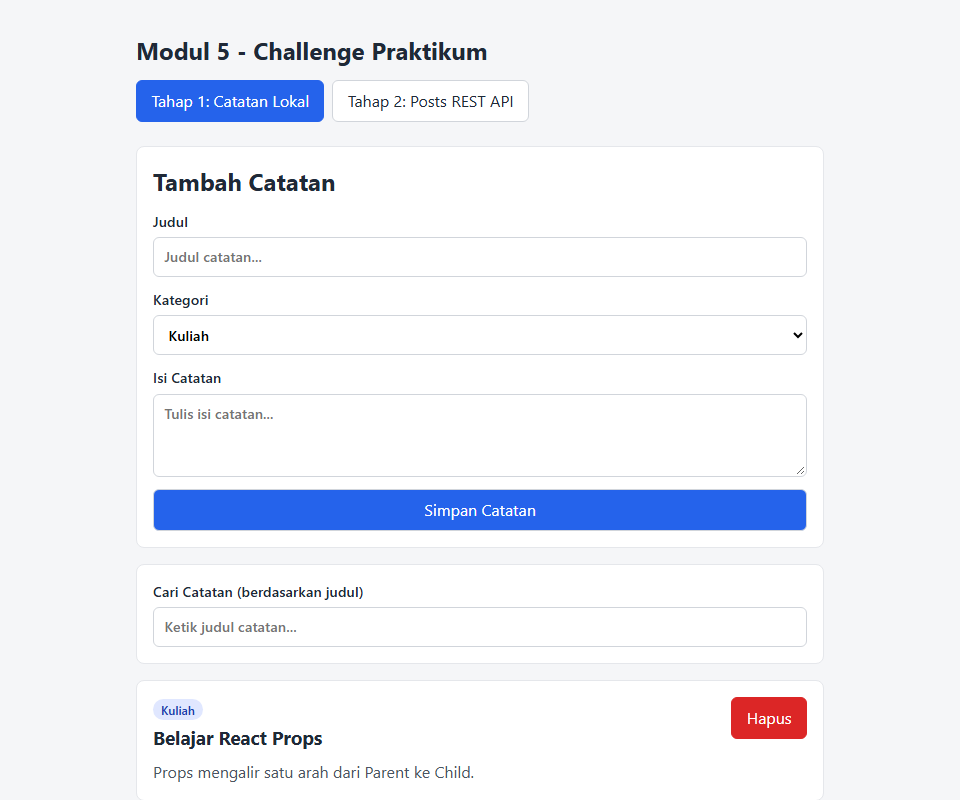 Modul 5 - Challenge Praktikum
Tahap 1: Catatan Lokal
Tahap 2: Posts REST API
Tambah Catatan
Judul
Judul catatan...
Kategori
Kuliah
Isi Catatan
Tulis isi catatan...
Simpan Catatan
Cari Catatan (berdasarkan judul)
Ketik judul catatan...
Kuliah
Hapus
Belajar React Props
Props mengalir satu arah dari Parent ke Child.